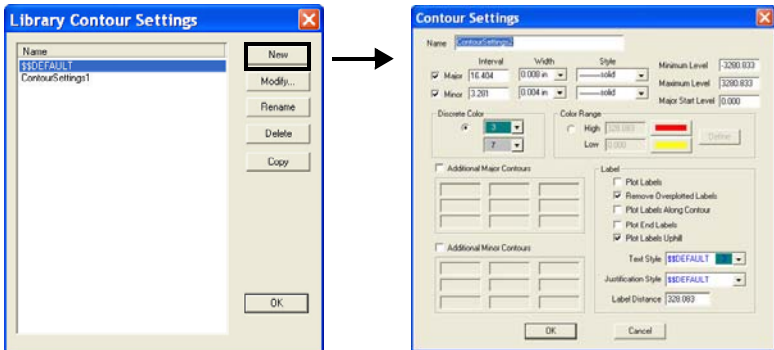 Library Contour Settings
Name
$$DEFAULT
ContourSettings1
New
Modify...
Rename
Delete
Copy
OK
Contour Settings
Name ContourSettings2
Interval Width Style
Major 16.404 0.008 in solid
Minor 3.281 0.004 in solid
Minimum Level -3280.833
Maximum Level 3280.833
Major Start Level 0.000
Discrete Color
3
7
Color Range
High 328.083
Low 0.000
Define
Additional Major Contours
Additional Minor Contours
Label
Plot Labels
Remove Overplotted Labels
Plot Labels Along Contour
Plot End Labels
Plot Labels Uphill
Text Style $$DEFAULT
Justification Style $$DEFAULT
Label Distance 328.083
OK Cancel